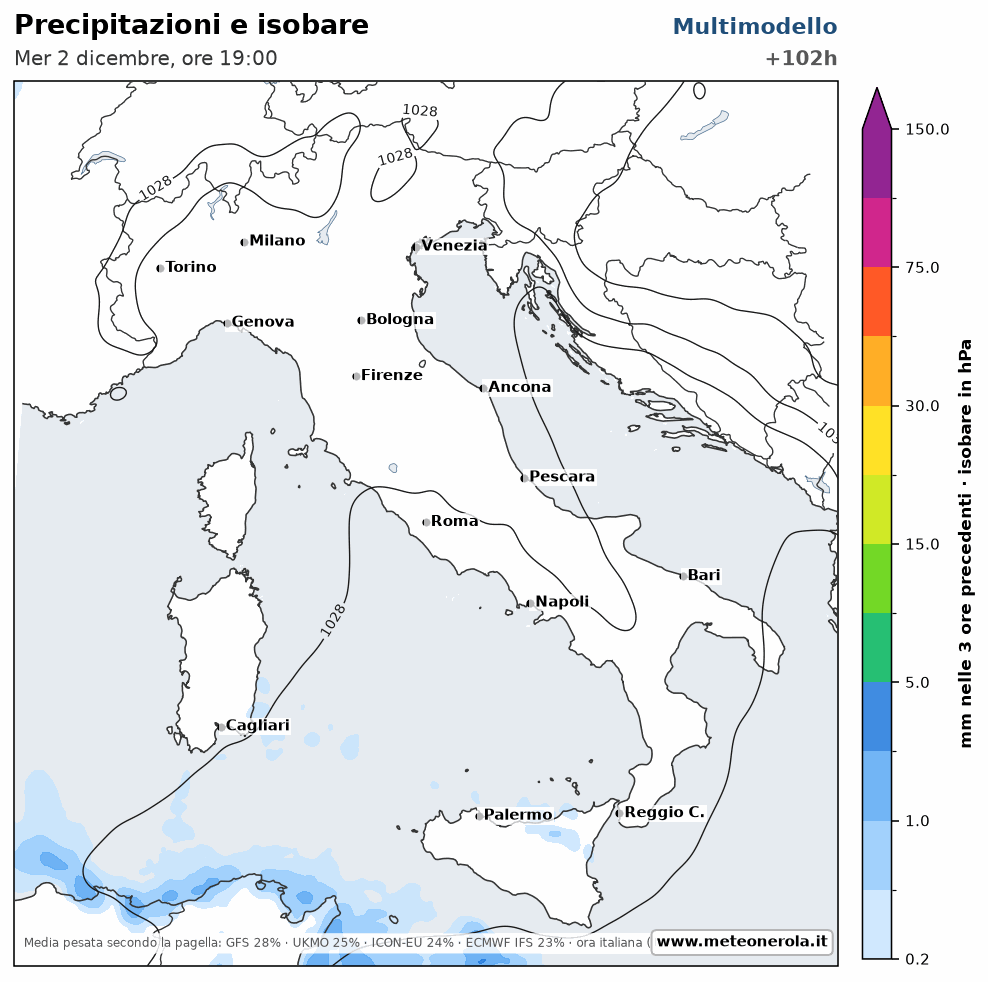 Precipitazioni e isobare
Multimodello
Mer 2 dicembre, ore 19:00
+102h
1028
1028
1028
Milano
Venezia
Torino
Genova
Bologna
Firenze
Ancona
Pescara
Roma
Bari
Napoli
1028
Cagliari
Palermo
Reggio C.
150.0
75.0
30.0
15.0
5.0
1.0
0.2
mm nelle 3 ore precedenti · isobare in hPa
Media pesata secondo la pagella: GFS 28% · UKMO 25% · ICON-EU 24% · ECMWF IFS 23% · ora italiana (
www.meteonerola.it